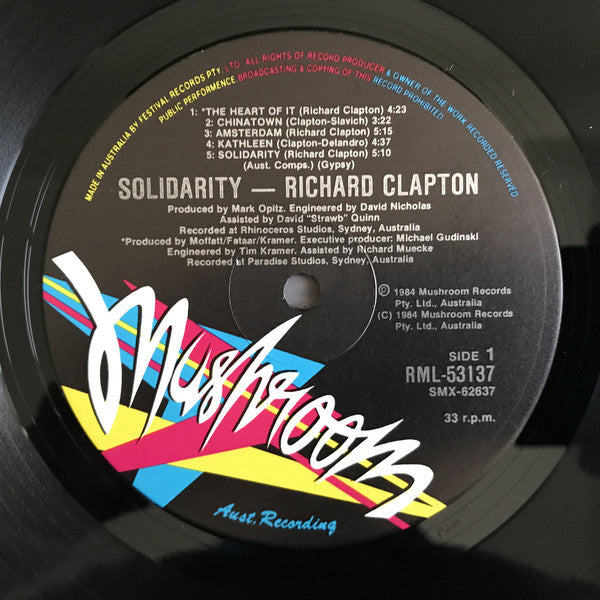 MADE IN AUSTRALIA BY FESTIVAL RECORDS PTY. LTD. ALL RIGHTS OF RECORD PRODUCER & OWNER OF THE WORK RECORDED RESERVED
PUBLIC PERFORMENCE BROADCASTING & COPYING OF THIS RECORD PROHIBITED
1: *THE HEART OF IT (Richard Clapton) 4:23
2: CHINATOWN (Clapton-Slavich) 3:22
3: AMSTERDAM (Richard Clapton) 5:15
4: KATHLEEN (Clapton-Delandro) 4:37
5: SOLIDARITY (Richard Clapton) 5:10
(Aust. Comps.) (Gypsy)
SOLIDARITY — RICHARD CLAPTON
Produced by Mark Opitz. Engineered by David Nicholas
Assisted by David "Strawb" Quinn
Recorded at Rhinoceros Studios, Sydney, Australia
*Produced by Moffatt/Fataar/Kramer. Executive producer: Michael Gudinski
Engineered by Tim Kramer. Assisted by Richard Muecke
Recorded at Paradise Studios, Sydney, Australia
℗ 1984 Mushroom Records
Pty. Ltd., Australia
(C) 1984 Mushroom Records
Pty. Ltd., Australia
SIDE 1
RML-53137
SMX-62637
33 r.p.m.
Mushroom
Aust. Recording